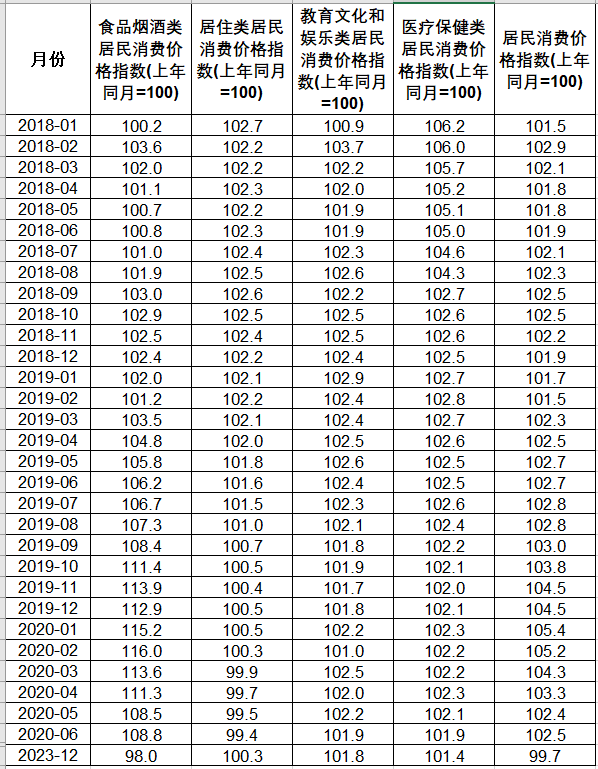 月份 食品烟酒类居民消费价格指数(上年同月=100) 居住类居民消费价格指数(上年同月=100) 教育文化和娱乐类居民消费价格指数(上年同月=100) 医疗保健类居民消费价格指数(上年同月=100) 居民消费价格指数(上年同月=100)
2018-01 100.2 102.7 100.9 106.2 101.5
2018-02 103.6 102.2 103.7 106.0 102.9
2018-03 102.0 102.2 102.2 105.7 102.1
2018-04 101.1 102.3 102.0 105.2 101.8
2018-05 100.7 102.2 101.9 105.1 101.8
2018-06 100.8 102.3 101.9 105.0 101.9
2018-07 101.0 102.4 102.3 104.6 102.1
2018-08 101.9 102.5 102.6 104.3 102.3
2018-09 103.0 102.6 102.2 102.7 102.5
2018-10 102.9 102.5 102.5 102.6 102.5
2018-11 102.5 102.4 102.5 102.6 102.2
2018-12 102.4 102.2 102.4 102.5 101.9
2019-01 102.0 102.1 102.9 102.7 101.7
2019-02 101.2 102.2 102.4 102.8 101.5
2019-03 103.5 102.1 102.4 102.7 102.3
2019-04 104.8 102.0 102.5 102.6 102.5
2019-05 105.8 101.8 102.6 102.5 102.7
2019-06 106.2 101.6 102.4 102.5 102.7
2019-07 106.7 101.5 102.3 102.6 102.8
2019-08 107.3 101.0 102.1 102.4 102.8
2019-09 108.4 100.7 101.8 102.2 103.0
2019-10 111.4 100.5 101.9 102.1 103.8
2019-11 113.9 100.4 101.7 102.0 104.5
2019-12 112.9 100.5 101.8 102.1 104.5
2020-01 115.2 100.5 102.2 102.3 105.4
2020-02 116.0 100.3 101.0 102.2 105.2
2020-03 113.6 99.9 102.5 102.2 104.3
2020-04 111.3 99.7 102.0 102.3 103.3
2020-05 108.5 99.5 102.2 102.1 102.4
2020-06 108.8 99.4 101.9 101.9 102.5
2023-12 98.0 100.3 101.8 101.4 99.7